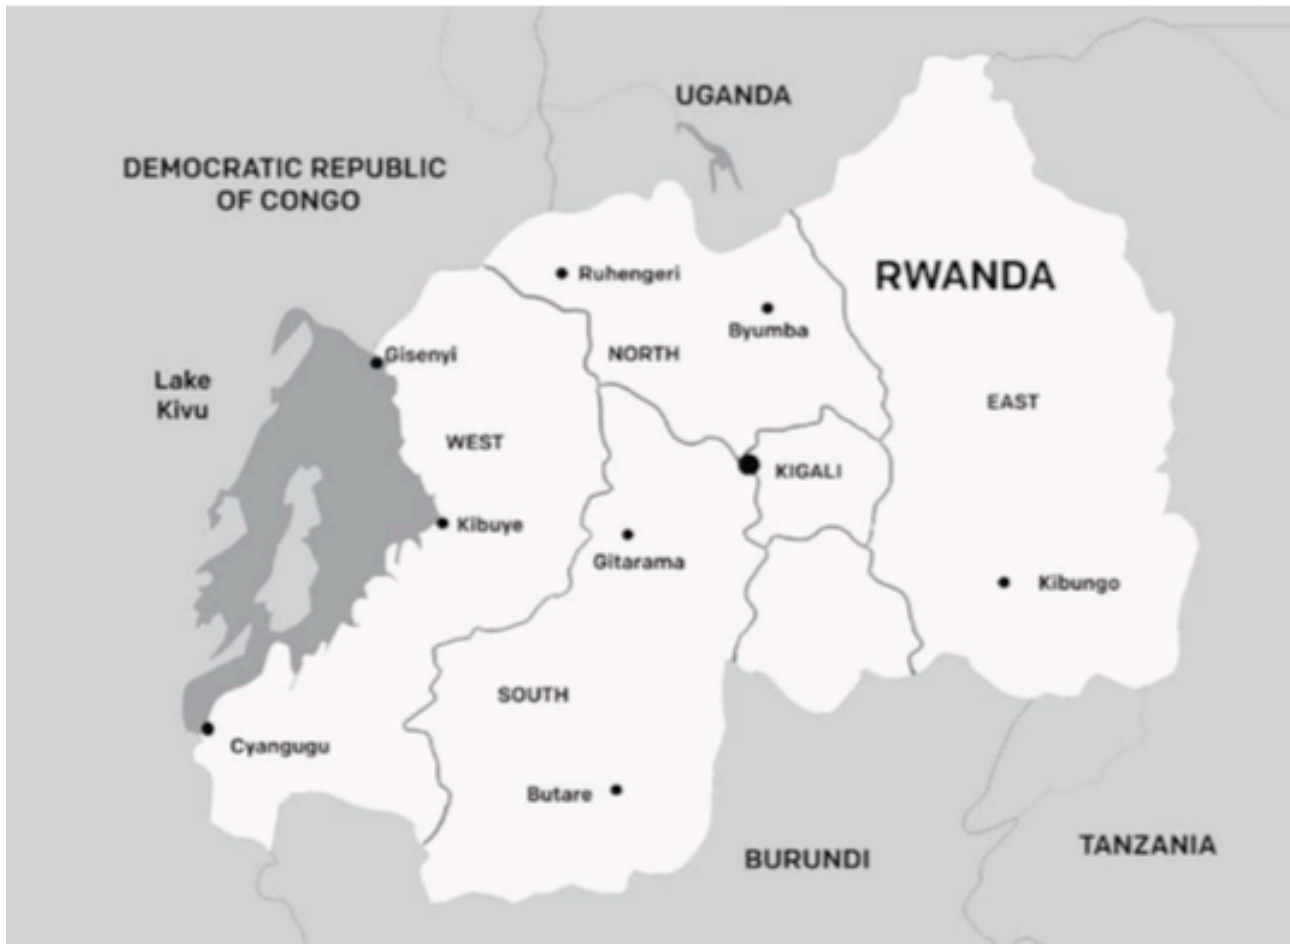 UGANDA
DEMOCRATIC REPUBLIC
OF CONGO
RWANDA
Ruhengeri
Byumba
NORTH
Gisenyi
Lake
Kivu
EAST
WEST
KIGALI
Kibuye
Gitarama
Kibungo
SOUTH
Cyangugu
Butare
BURUNDI
TANZANIA